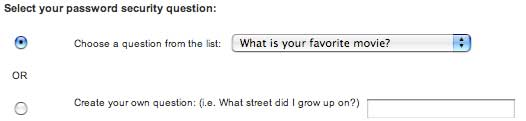 Select your password security question:
Choose a question from the list: What is your favorite movie?
OR
Create your own question: (i.e. What street did I grow up on?)